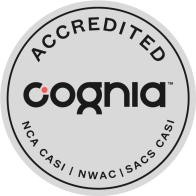 ACCREDITED
cognia™
NCA CASI | NWAC | SACS CASI